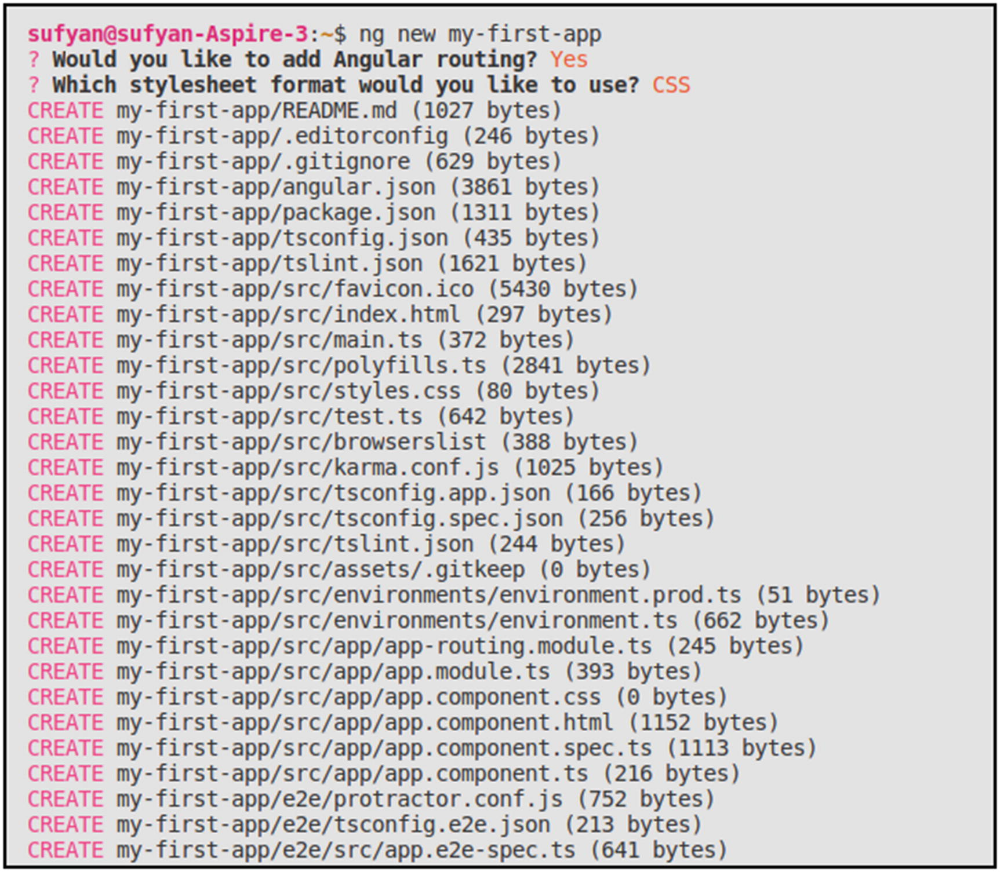 sufyan@sufyan-Aspire-3:~$ ng new my-first-app
? Would you like to add Angular routing? Yes
? Which stylesheet format would you like to use? CSS
CREATE my-first-app/README.md (1027 bytes)
CREATE my-first-app/.editorconfig (246 bytes)
CREATE my-first-app/.gitignore (629 bytes)
CREATE my-first-app/angular.json (3861 bytes)
CREATE my-first-app/package.json (1311 bytes)
CREATE my-first-app/tsconfig.json (435 bytes)
CREATE my-first-app/tslint.json (1621 bytes)
CREATE my-first-app/src/favicon.ico (5430 bytes)
CREATE my-first-app/src/index.html (297 bytes)
CREATE my-first-app/src/main.ts (372 bytes)
CREATE my-first-app/src/polyfills.ts (2841 bytes)
CREATE my-first-app/src/styles.css (80 bytes)
CREATE my-first-app/src/test.ts (642 bytes)
CREATE my-first-app/src/browserslist (388 bytes)
CREATE my-first-app/src/karma.conf.js (1025 bytes)
CREATE my-first-app/src/tsconfig.app.json (166 bytes)
CREATE my-first-app/src/tsconfig.spec.json (256 bytes)
CREATE my-first-app/src/tslint.json (244 bytes)
CREATE my-first-app/src/assets/.gitkeep (0 bytes)
CREATE my-first-app/src/environments/environment.prod.ts (51 bytes)
CREATE my-first-app/src/environments/environment.ts (662 bytes)
CREATE my-first-app/src/app/app-routing.module.ts (245 bytes)
CREATE my-first-app/src/app/app.module.ts (393 bytes)
CREATE my-first-app/src/app/app.component.css (0 bytes)
CREATE my-first-app/src/app/app.component.html (1152 bytes)
CREATE my-first-app/src/app/app.component.spec.ts (1113 bytes)
CREATE my-first-app/src/app/app.component.ts (216 bytes)
CREATE my-first-app/e2e/protractor.conf.js (752 bytes)
CREATE my-first-app/e2e/tsconfig.e2e.json (213 bytes)
CREATE my-first-app/e2e/src/app.e2e-spec.ts (641 bytes)